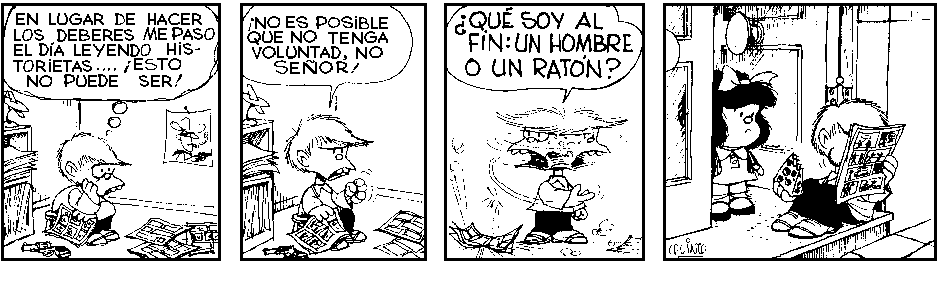 EN LUGAR DE HACER
LOS DEBERES ME PASO
EL DÍA LEYENDO HIS-
TORIETAS.... ¡ESTO
NO PUEDE SER!
¡NO ES POSIBLE
QUE NO TENGA
VOLUNTAD, NO
SEÑOR!
¿QUÉ SOY AL
FIN: UN HOMBRE
O UN RATÓN?